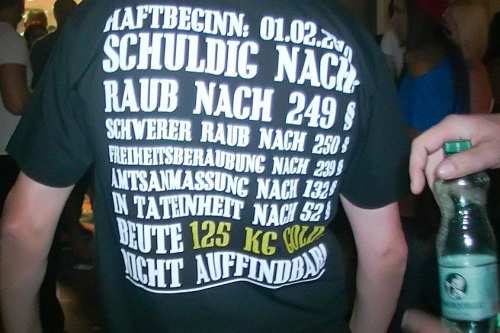 HAFTBEGINN: 01.02.2
SCHULDIG NACH
RAUB NACH 249 §
SCHWERER RAUB NACH 250 §
FREIHEITSBERAUBUNG NACH 239 §
AMTSANMASSUNG NACH 132 §
IN TATEINHEIT NACH 52 §
BEUTE 125 KG GOLD
NICHT AUFFINDBAR